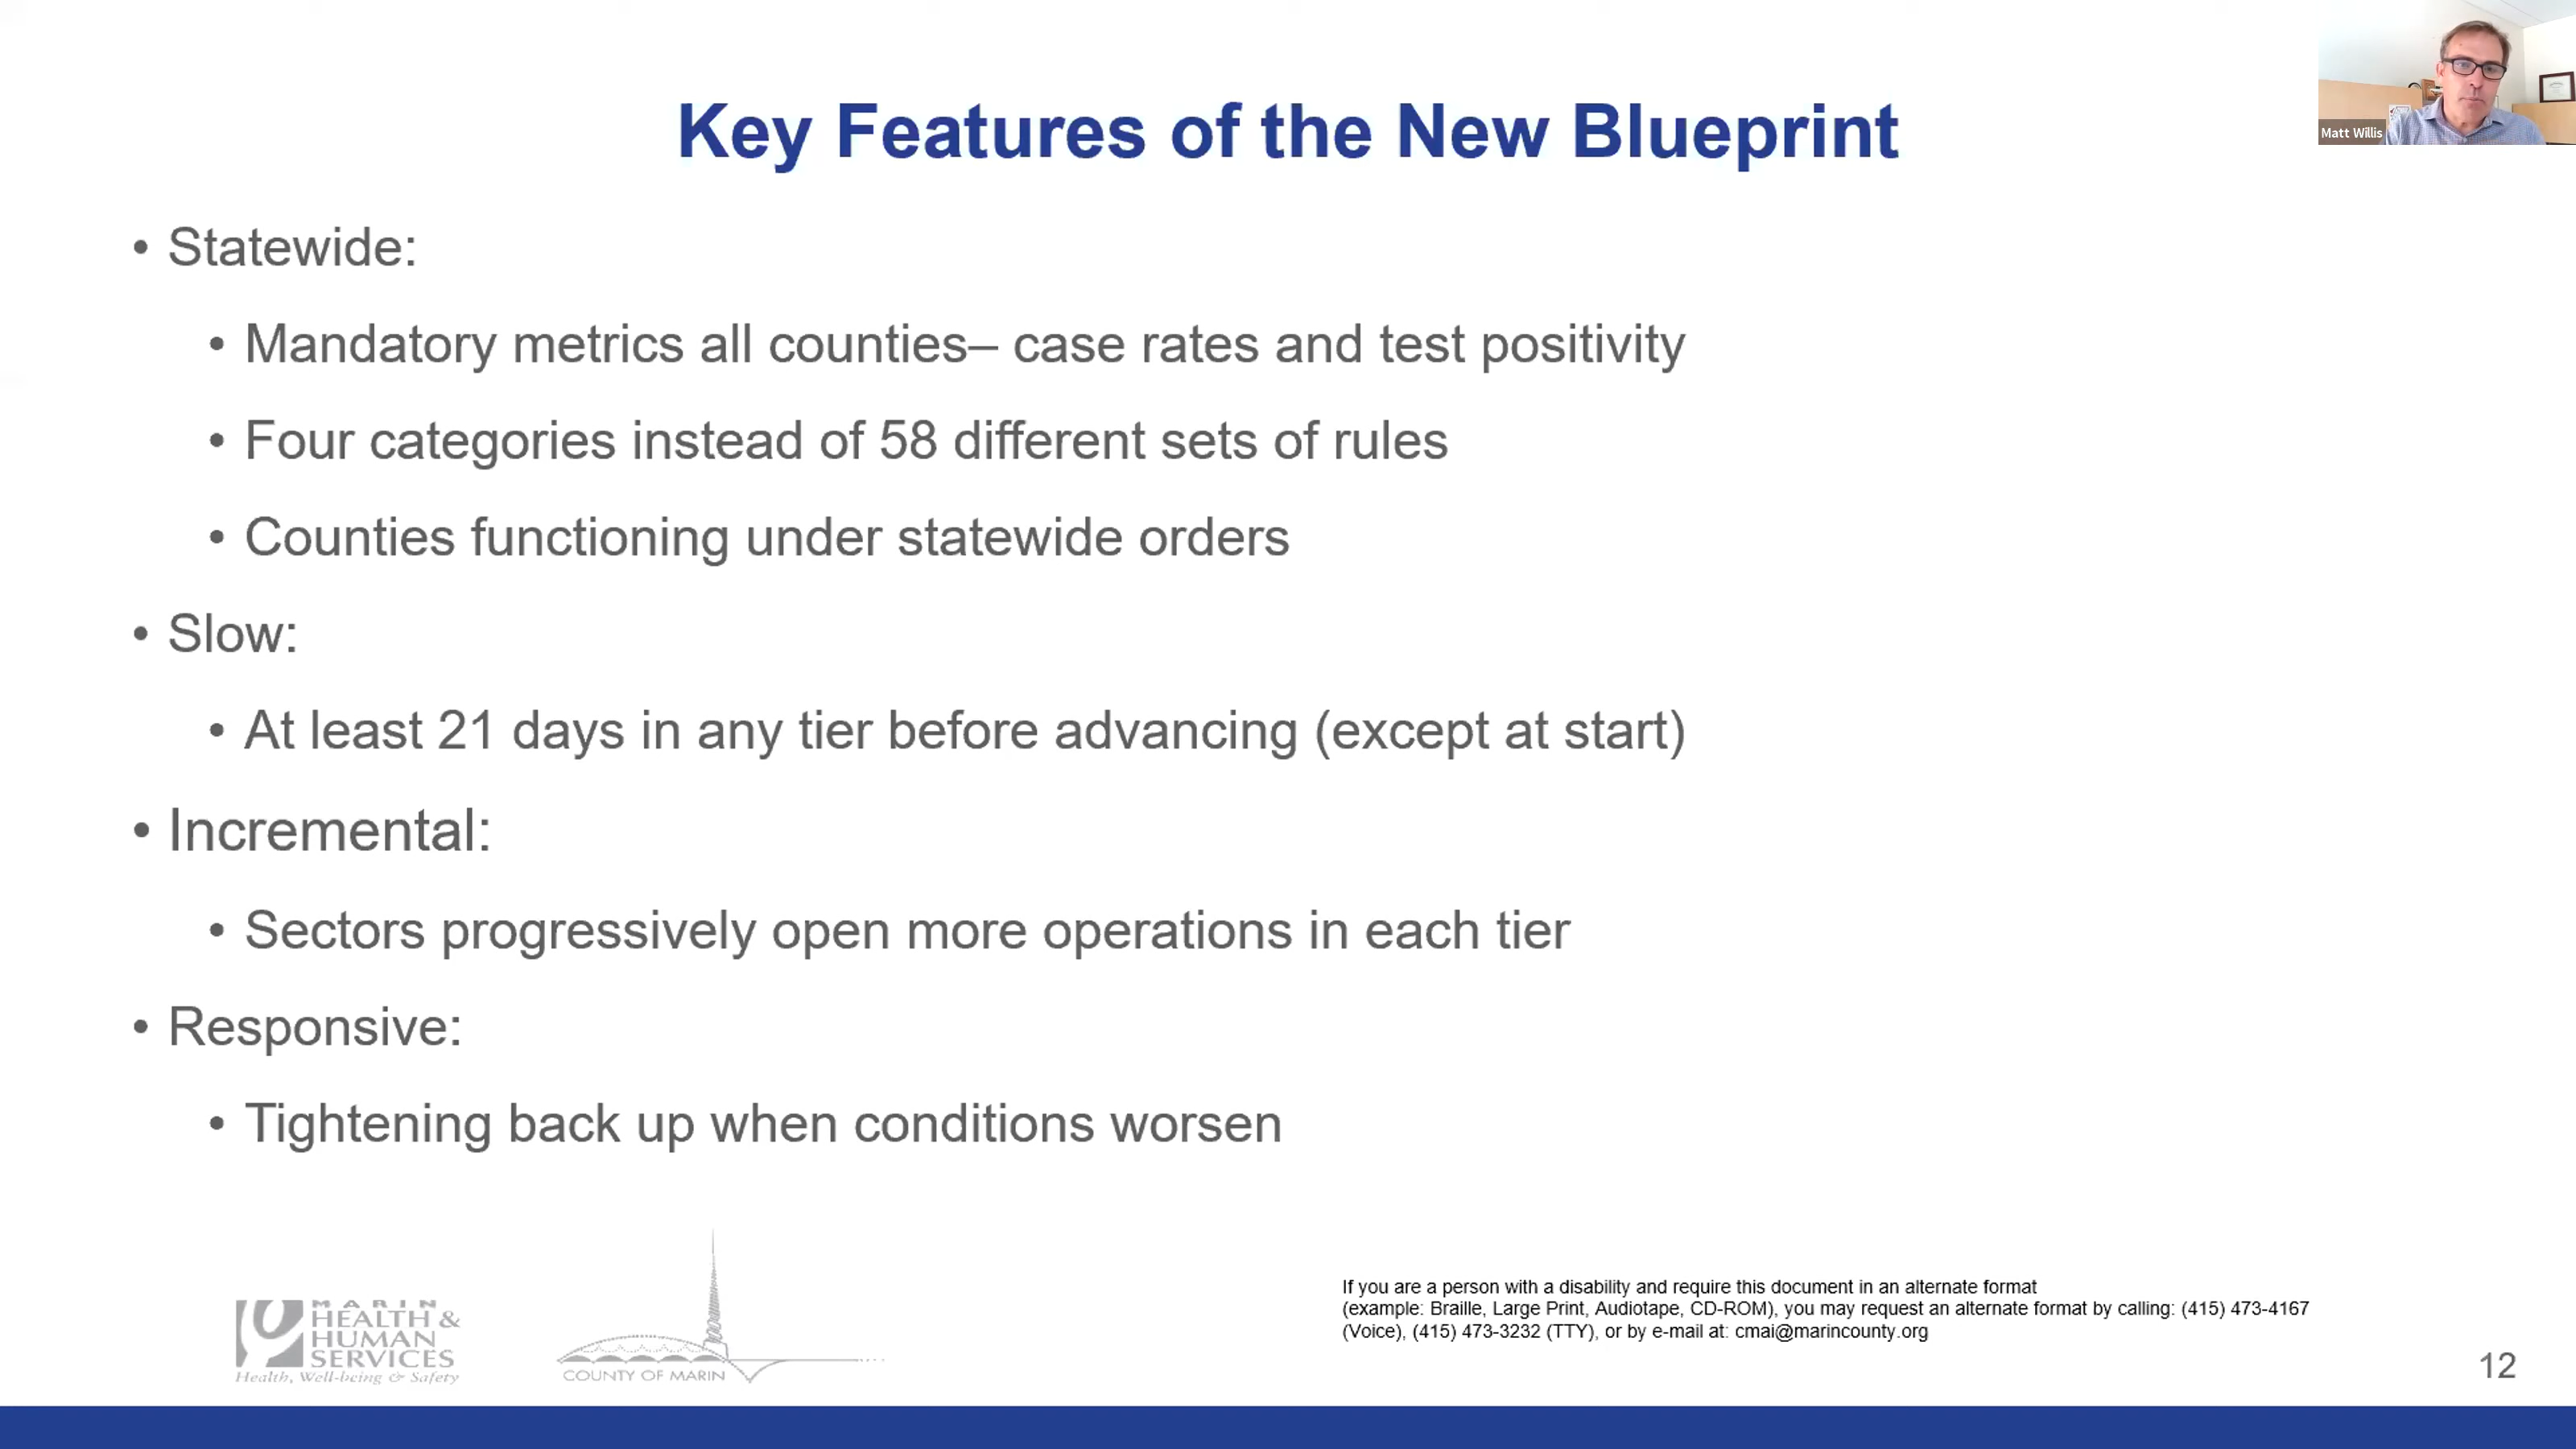 Key Features of the New Blueprint
Matt Willis
• Statewide:
• Mandatory metrics all counties– case rates and test positivity
• Four categories instead of 58 different sets of rules
• Counties functioning under statewide orders
• Slow:
• At least 21 days in any tier before advancing (except at start)
• Incremental:
• Sectors progressively open more operations in each tier
• Responsive:
• Tightening back up when conditions worsen
MARIN
HEALTH &
HUMAN
SERVICES
Health, Well-being & Safety
COUNTY OF MARIN
If you are a person with a disability and require this document in an alternate format
(example: Braille, Large Print, Audiotape, CD-ROM), you may request an alternate format by calling: (415) 473-4167
(Voice), (415) 473-3232 (TTY), or by e-mail at: cmai@marincounty.org
12